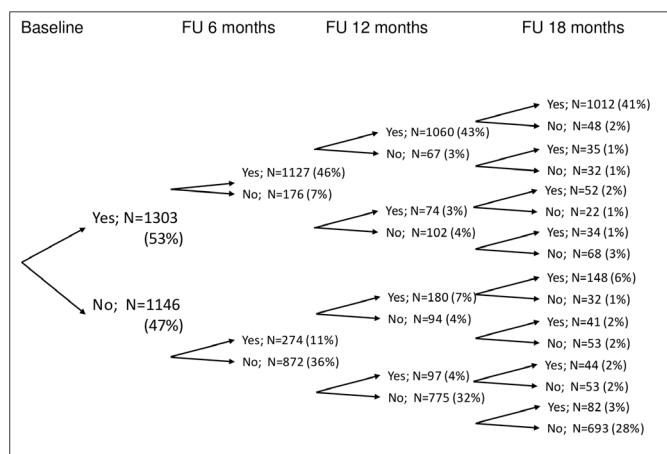 Baseline FU 6 months FU 12 months FU 18 months
Yes; N=1012 (41%)
Yes; N=1060 (43%)
No; N=48 (2%)
No; N=67 (3%)
Yes; N=35 (1%)
Yes; N=1127 (46%)
No; N=32 (1%)
No; N=176 (7%)
Yes; N=52 (2%)
Yes; N=74 (3%)
No; N=22 (1%)
Yes; N=1303
(53%)
No; N=102 (4%)
Yes; N=34 (1%)
No; N=68 (3%)
Yes; N=148 (6%)
No; N=1146
(47%)
Yes; N=180 (7%)
No; N=32 (1%)
No; N=94 (4%)
Yes; N=41 (2%)
Yes; N=274 (11%)
No; N=53 (2%)
No; N=872 (36%)
Yes; N=44 (2%)
Yes; N=97 (4%)
No; N=53 (2%)
No; N=775 (32%)
Yes; N=82 (3%)
No; N=693 (28%)